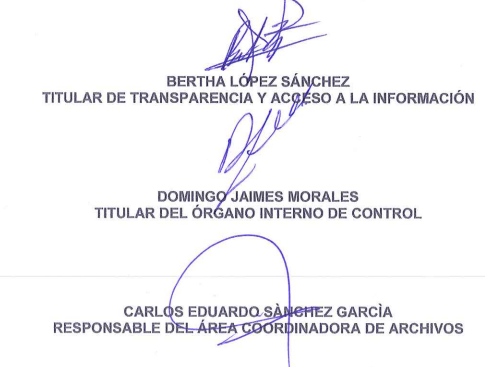 BERTHA LÓPEZ SÁNCHEZ
TITULAR DE TRANSPARENCIA Y ACCESO A LA INFORMACIÓN
DOMINGO JAIMES MORALES
TITULAR DEL ÓRGANO INTERNO DE CONTROL
CARLOS EDUARDO SÀNCHEZ GARCÌA
RESPONSABLE DEL ÁREA COORDINADORA DE ARCHIVOS